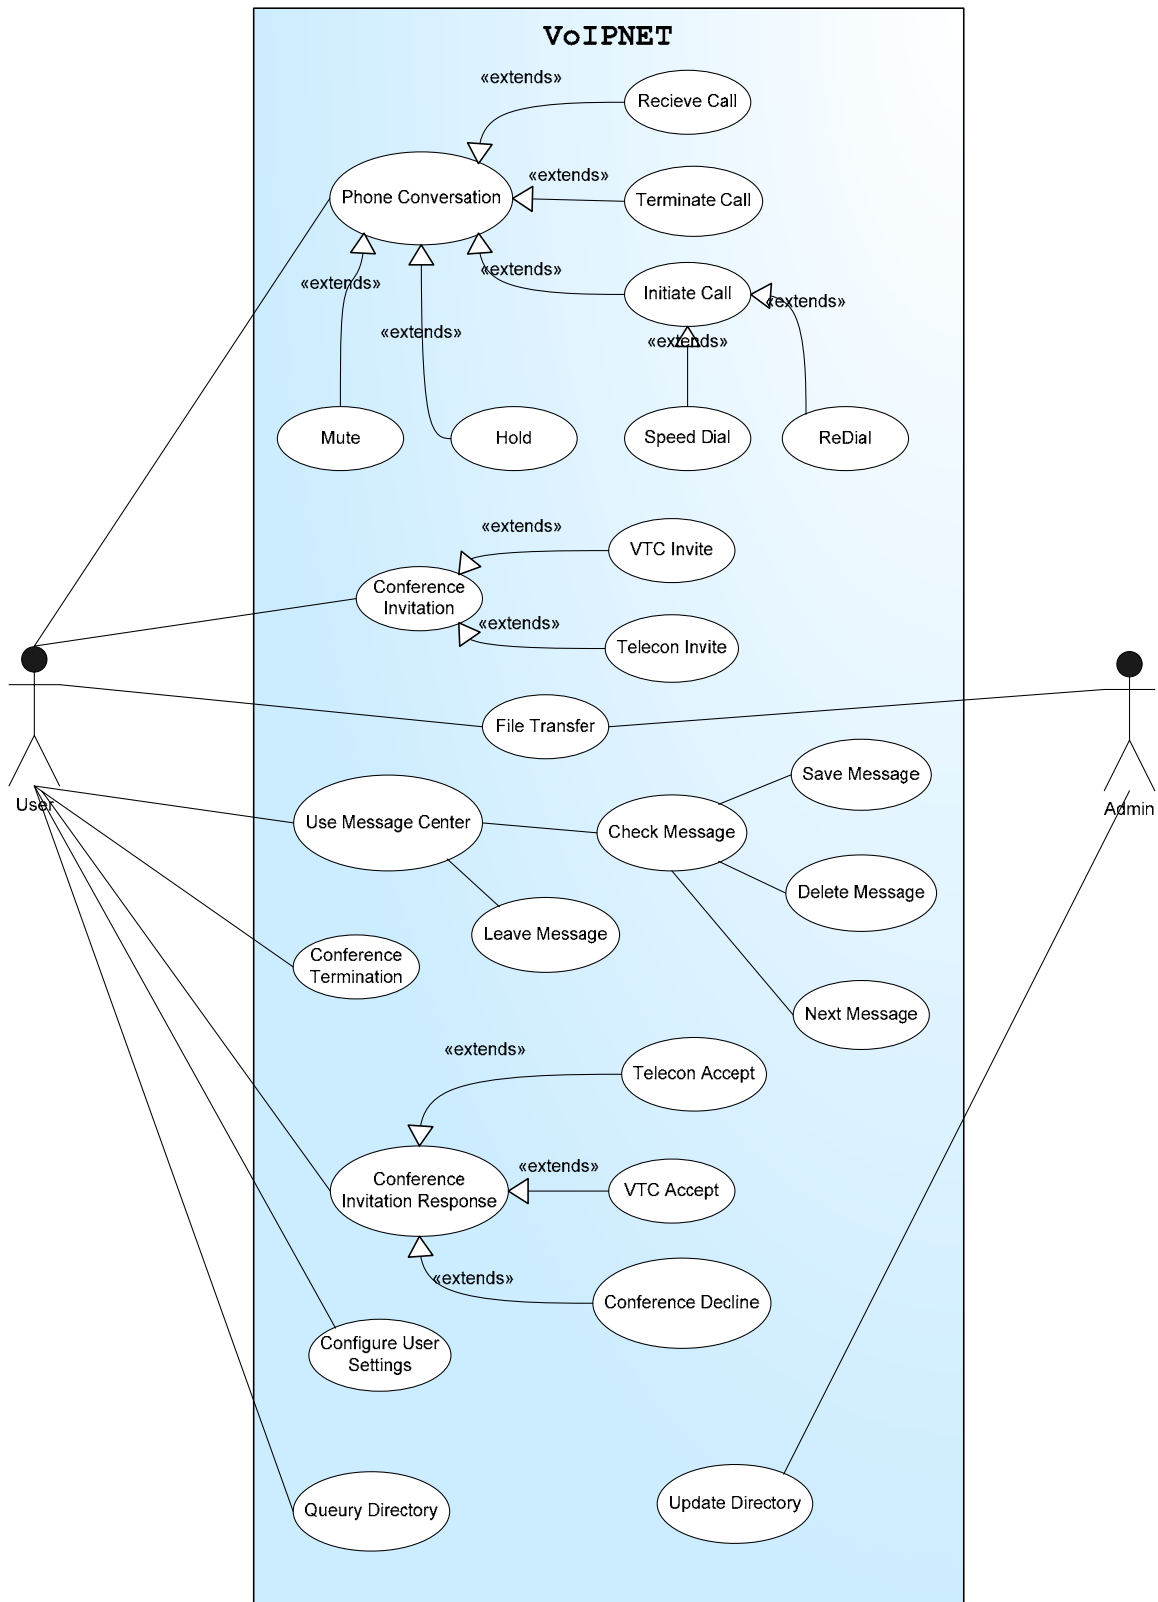 VoIPNET
«extends»
Recieve Call
«extends»
Phone Conversation
Terminate Call
«extends»
«extends»
Initiate Call
«extends»
«extends»
«extends»
Mute
Hold
Speed Dial
ReDial
«extends»
VTC Invite
Conference
Invitation
«extends»
Telecon Invite
File Transfer
Save Message
User
Admin
Use Message Center
Check Message
Delete Message
Leave Message
Conference
Termination
Next Message
«extends»
Telecon Accept
«extends»
Conference
Invitation Response
VTC Accept
«extends»
Conference Decline
Configure User
Settings
Queury Directory
Update Directory